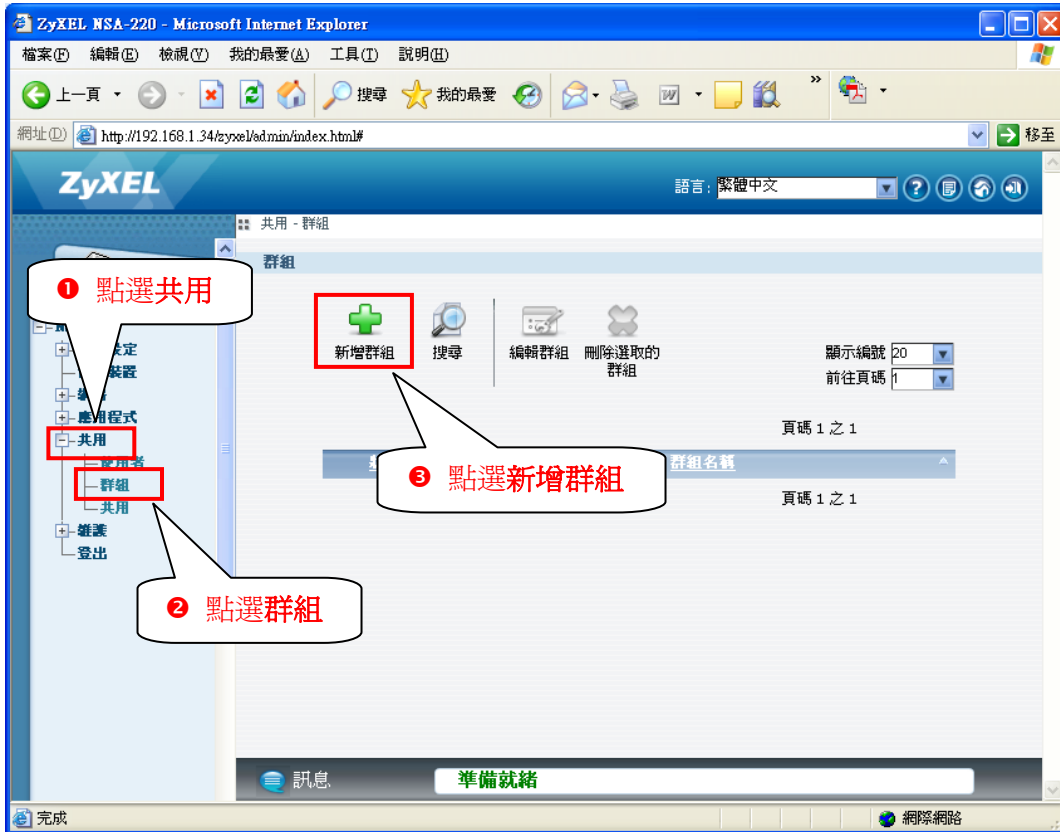 ZyXEL NSA-220 - Microsoft Internet Explorer
檔案(F) 編輯(E) 檢視(V) 我的最愛(A) 工具(T) 說明(H)
上一頁 搜尋 我的最愛 »
網址(D) http://192.168.1.34/zyxel/admin/index.html# 移至
ZyXEL
語言: 繁體中文
共用 - 群組
群組
❶ 點選共用
新增群組 搜尋 編輯群組 刪除選取的
群組
顯示編號 20
前往頁碼 1
定
裝置
應用程式
共用
使用者
群組
共用
維護
登出
頁碼 1 之 1
群組名稱
頁碼 1 之 1
❸ 點選新增群組
❷ 點選群組
訊息 準備就緒
完成 網際網路